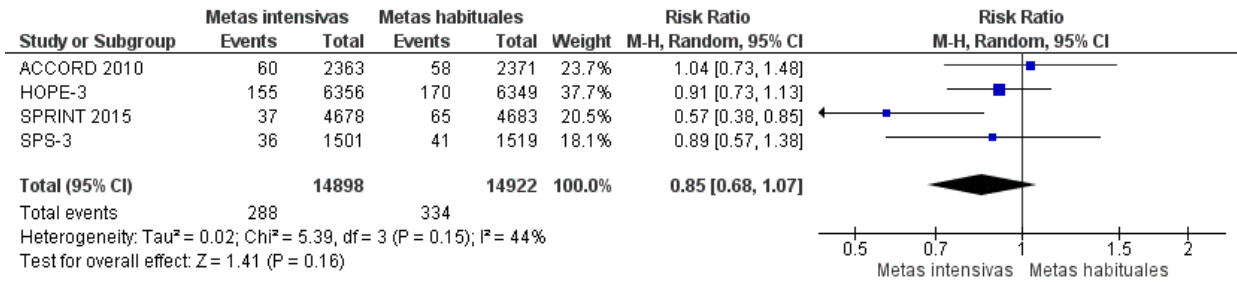 Metas intensivas Metas habituales Risk Ratio Risk Ratio
Study or Subgroup Events Total Events Total Weight M-H, Random, 95% CI M-H, Random, 95% CI
ACCORD 2010 60 2363 58 2371 23.7% 1.04 [0.73, 1.48]
HOPE-3 155 6356 170 6349 37.7% 0.91 [0.73, 1.13]
SPRINT 2015 37 4678 65 4683 20.5% 0.57 [0.38, 0.85]
SPS-3 36 1501 41 1519 18.1% 0.89 [0.57, 1.38]
Total (95% CI) 14898 14922 100.0% 0.85 [0.68, 1.07]
Total events 288 334
Heterogeneity: Tau² = 0.02; Chi² = 5.39, df = 3 (P = 0.15); I² = 44%
Test for overall effect: Z = 1.41 (P = 0.16)
0.5 0.7 1 1.5 2
Metas intensivas Metas habituales